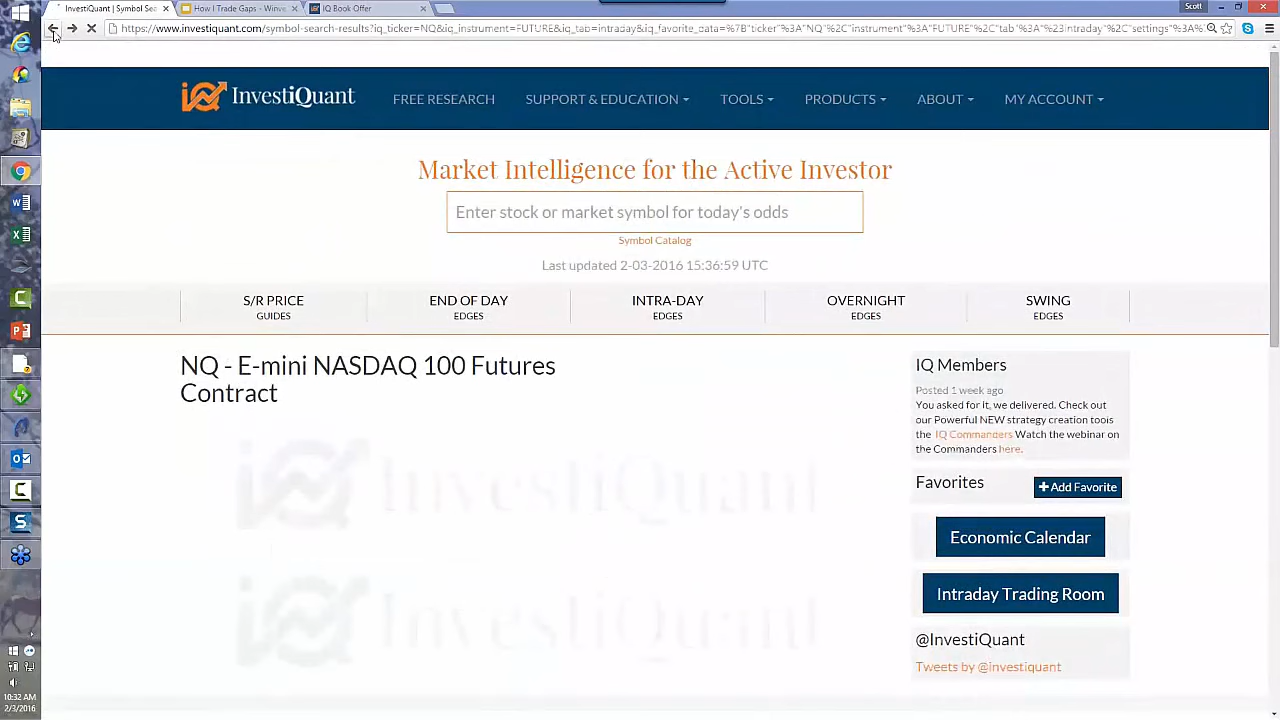 InvestiQuant | Symbol Sea
How I Trade Gaps - Winve
IQ Book Offer
Scott
https://www.investiquant.com/symbol-search-results?iq_ticker=NQ&iq_instrument=FUTURE&iq_tab=intraday&iq_favorite_data=%7B"ticker"%3A"NQ"%2C"instrument"%3A"FUTURE"%2C"tab"%3A"%23intraday"%2C"settings"%3A%
InvestiQuant
FREE RESEARCH
SUPPORT & EDUCATION
TOOLS
PRODUCTS
ABOUT
MY ACCOUNT
Market Intelligence for the Active Investor
Enter stock or market symbol for today's odds
Symbol Catalog
Last updated 2-03-2016 15:36:59 UTC
S/R PRICE
GUIDES
END OF DAY
EDGES
INTRA-DAY
EDGES
OVERNIGHT
EDGES
SWING
EDGES
NQ - E-mini NASDAQ 100 Futures
Contract
InvestiQuant
InvestiQuant
IQ Members
Posted 1 week ago
You asked for it, we delivered. Check out
our Powerful NEW strategy creation tools
the IQ Commanders Watch the webinar on
the Commanders here.
Favorites
+ Add Favorite
Economic Calendar
Intraday Trading Room
@InvestiQuant
Tweets by @investiquant
10:32 AM
2/3/2016